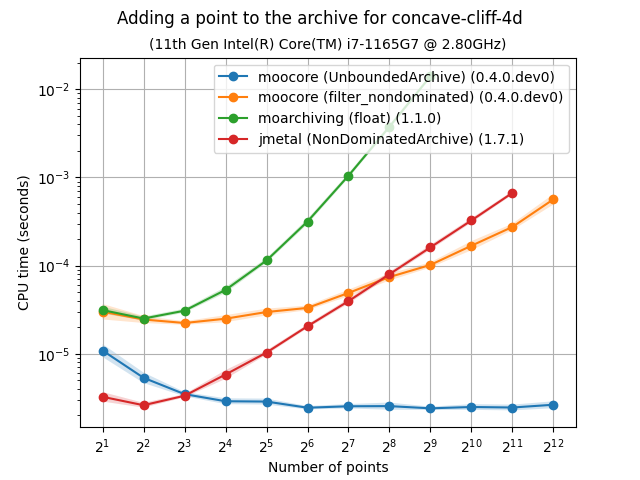 Adding a point to the archive for concave-cliff-4d
(11th Gen Intel(R) Core(TM) i7-1165G7 @ 2.80GHz)
moocore (UnboundedArchive) (0.4.0.dev0)
moocore (filter_nondominated) (0.4.0.dev0)
moarchiving (float) (1.1.0)
jmetal (NonDominatedArchive) (1.7.1)
CPU time (seconds)
10⁻²
10⁻³
10⁻⁴
10⁻⁵
2¹ 2² 2³ 2⁴ 2⁵ 2⁶ 2⁷ 2⁸ 2⁹ 2¹⁰ 2¹¹ 2¹²
Number of points